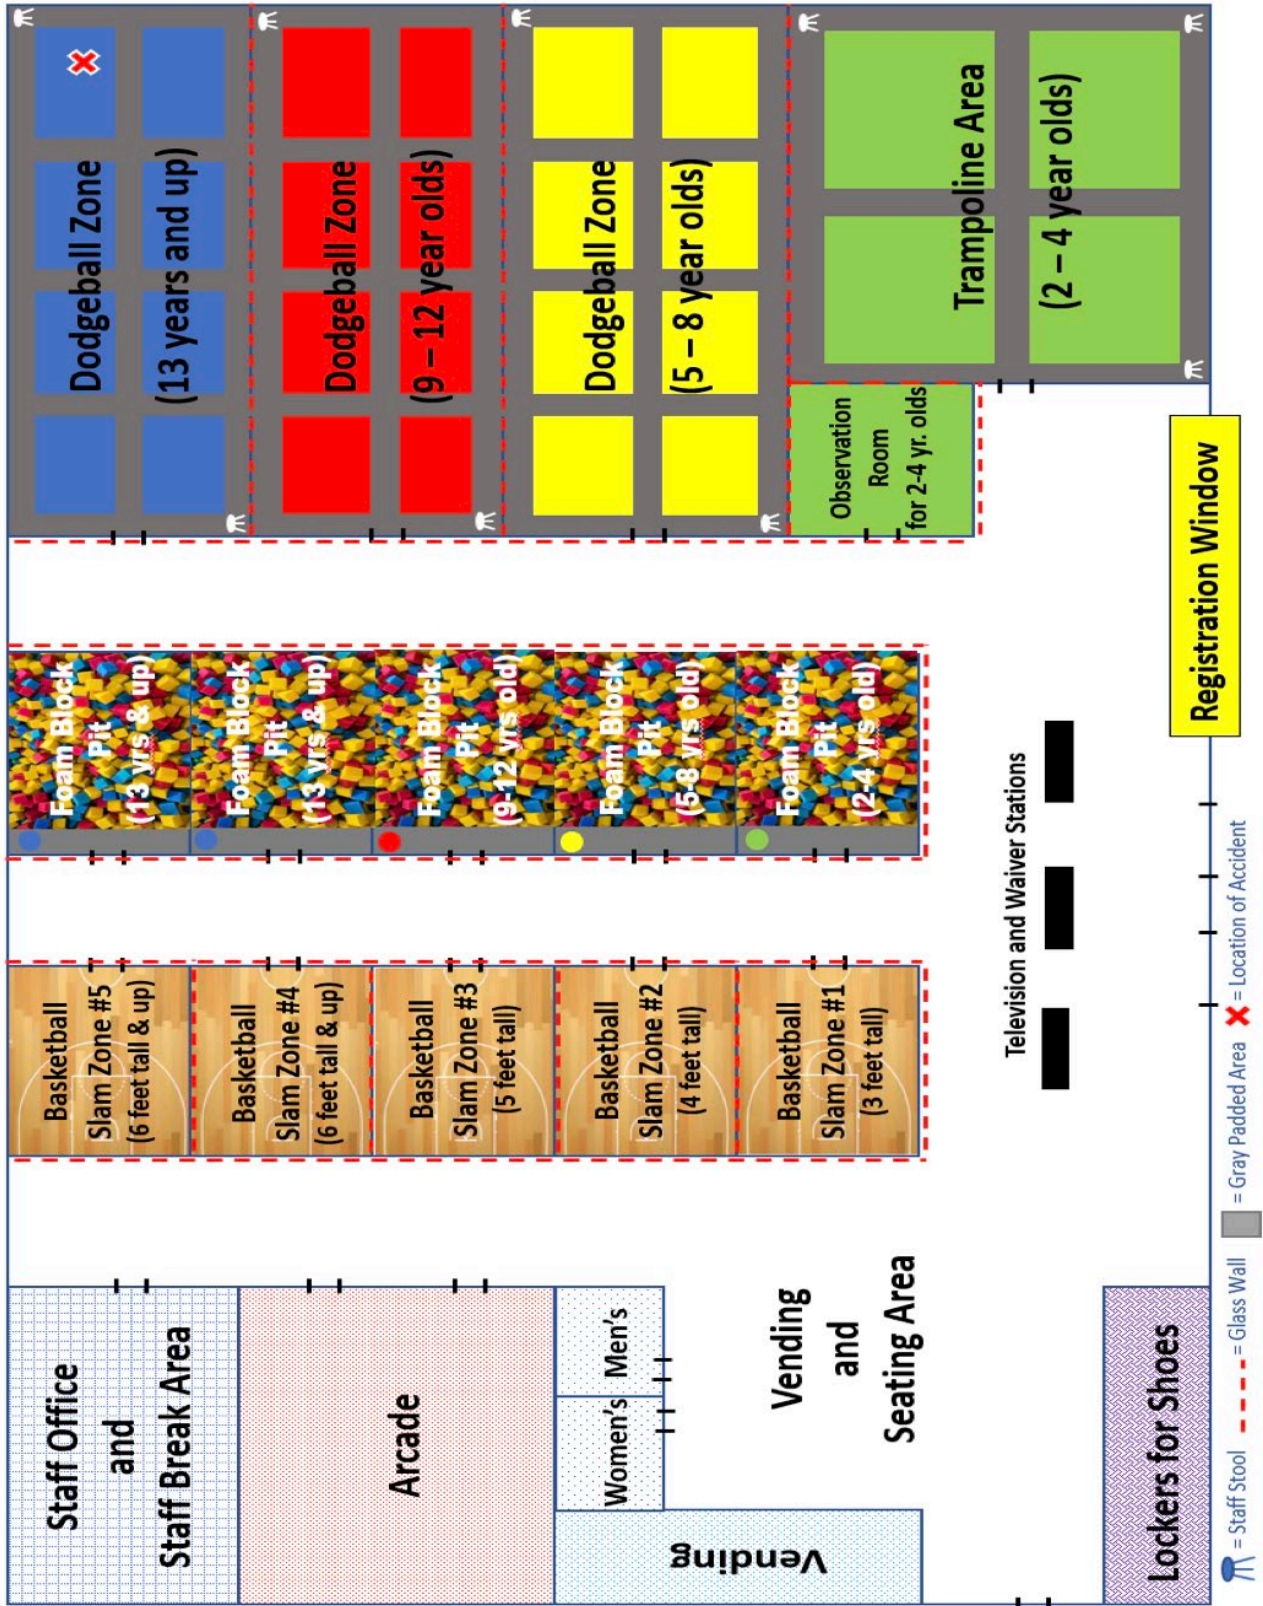 Staff Office
and
Staff Break Area
Arcade
Women's
Men's
Vending
Vending
and
Seating Area
Lockers for Shoes
Basketball
Slam Zone #5
(6 feet tall & up)
Basketball
Slam Zone #4
(6 feet tall & up)
Basketball
Slam Zone #3
(5 feet tall)
Basketball
Slam Zone #2
(4 feet tall)
Basketball
Slam Zone #1
(3 feet tall)
Foam Block
Pit
(13 yrs & up)
Foam Block
Pit
(13 yrs & up)
Foam Block
Pit
(9-12 yrs old)
Foam Block
Pit
(5-8 yrs old)
Foam Block
Pit
(2-4 yrs old)
Television and Waiver Stations
Dodgeball Zone
(13 years and up)
Dodgeball Zone
(9 – 12 year olds)
Dodgeball Zone
(5 – 8 year olds)
Observation
Room
for 2-4 yr. olds
Trampoline Area
(2 – 4 year olds)
Registration Window
= Staff Stool
= Glass Wall
= Gray Padded Area
= Location of Accident